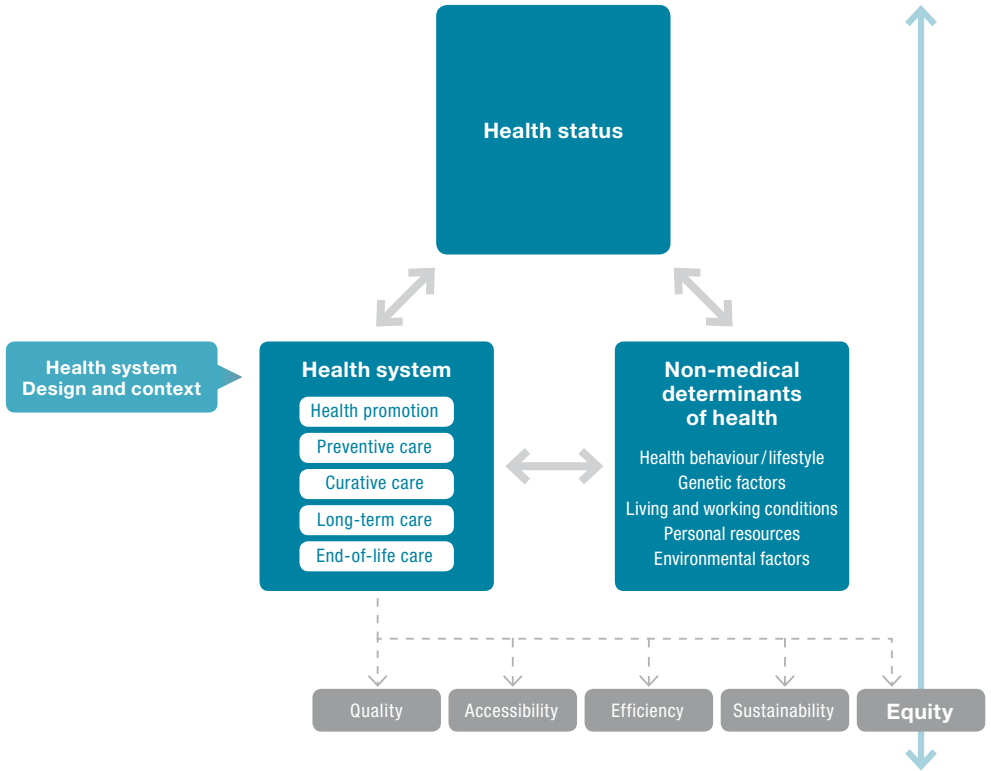 Health status
Health system
Design and context
Health system
Health promotion
Preventive care
Curative care
Long-term care
End-of-life care
Non-medical
determinants
of health
Health behaviour/lifestyle
Genetic factors
Living and working conditions
Personal resources
Environmental factors
Quality
Accessibility
Efficiency
Sustainability
Equity